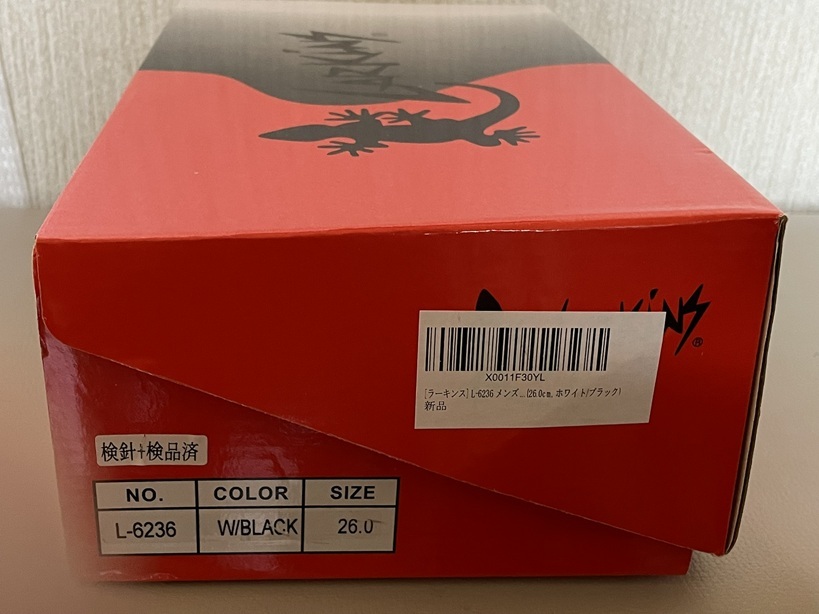 X0011F30YL
[ラーキンス] L-6236 メンズ...(26.0cm, ホワイト/ブラック)
新品
検針+検品済
NO. COLOR SIZE
L-6236 W/BLACK 26.0